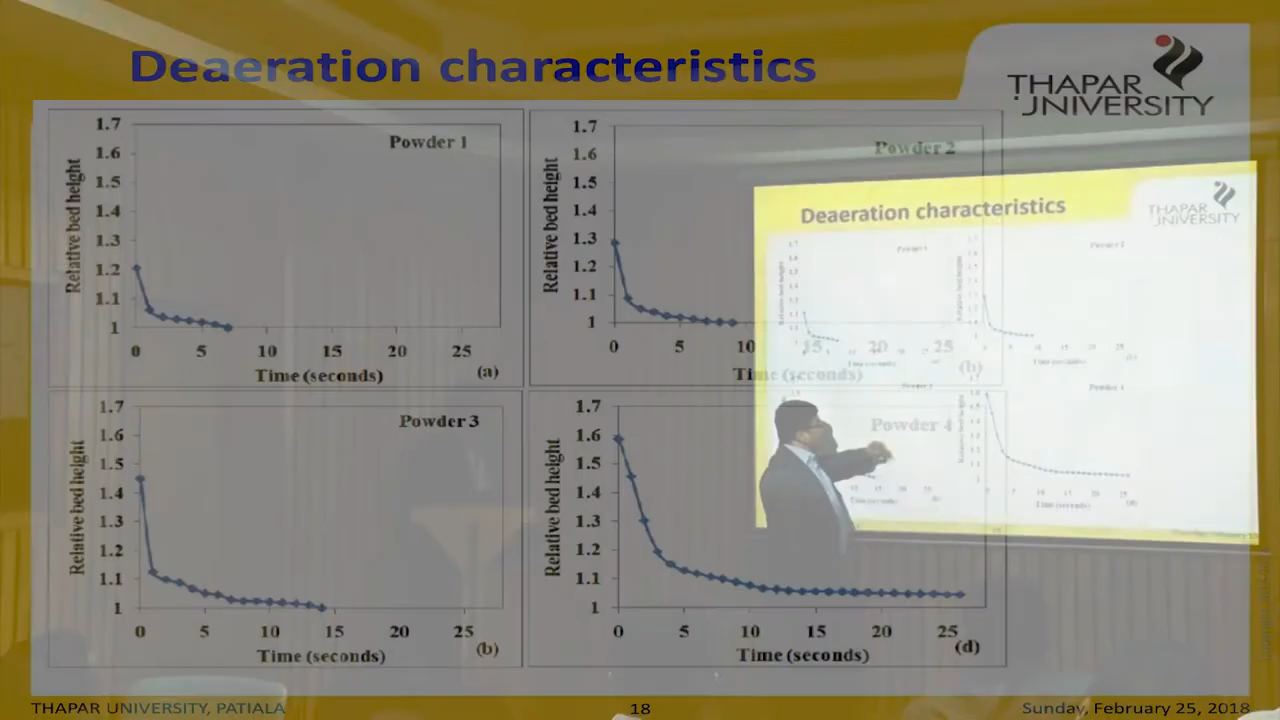 Deaeration characteristics
THAPAR
UNIVERSITY
1.7
1.6
1.5
1.4
1.3
1.2
1.1
1
Relative bed height
Powder 1
0 5 10 15 20 25
Time (seconds)
(a)
1.7
1.6
1.5
1.4
1.3
1.2
1.1
1
Relative bed height
Powder 2
0 5 10 15 20 25
Time (seconds)
(b)
1.7
1.6
1.5
1.4
1.3
1.2
1.1
1
Relative bed height
Powder 3
0 5 10 15 20 25
Time (seconds)
(b)
1.7
1.6
1.5
1.4
1.3
1.2
1.1
1
Relative bed height
Powder 4
0 5 10 15 20 25
Time (seconds)
(d)
Deaeration characteristics
THAPAR
UNIVERSITY
THAPAR UNIVERSITY, PATIALA
18
Sunday, February 25, 2018